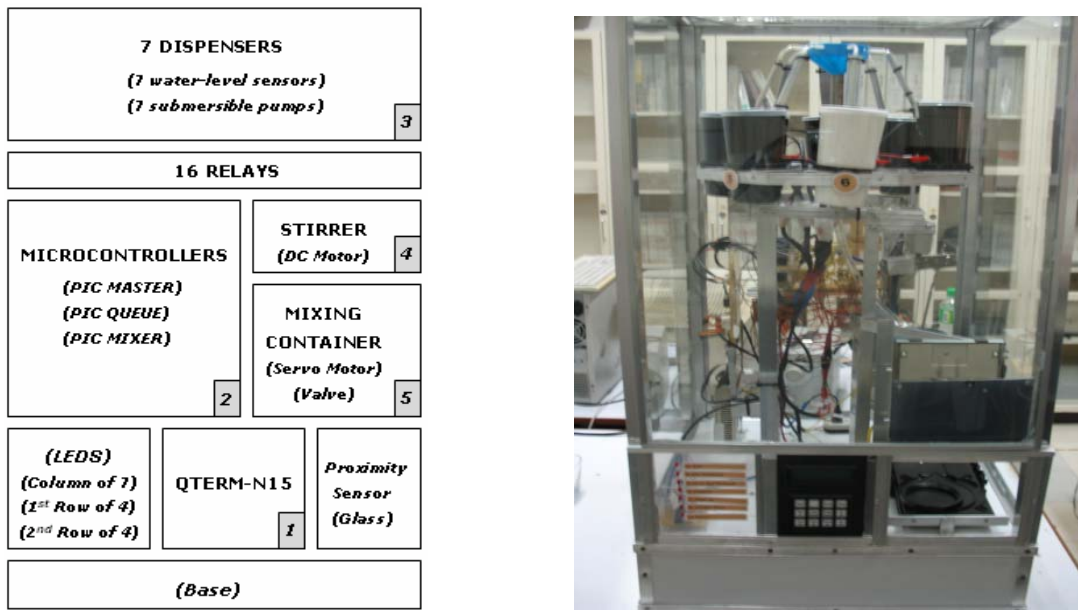 7 DISPENSERS
(7 water-level sensors)
(7 submersible pumps)
3
16 RELAYS
MICROCONTROLLERS
(PIC MASTER)
(PIC QUEUE)
(PIC MIXER)
2
STIRRER
(DC Motor)
4
MIXING
CONTAINER
(Servo Motor)
(Valve)
5
(LEDS)
(Column of 7)
(1st Row of 4)
(2nd Row of 4)
QTERM-N15
1
Proximity
Sensor
(Glass)
(Base)
6